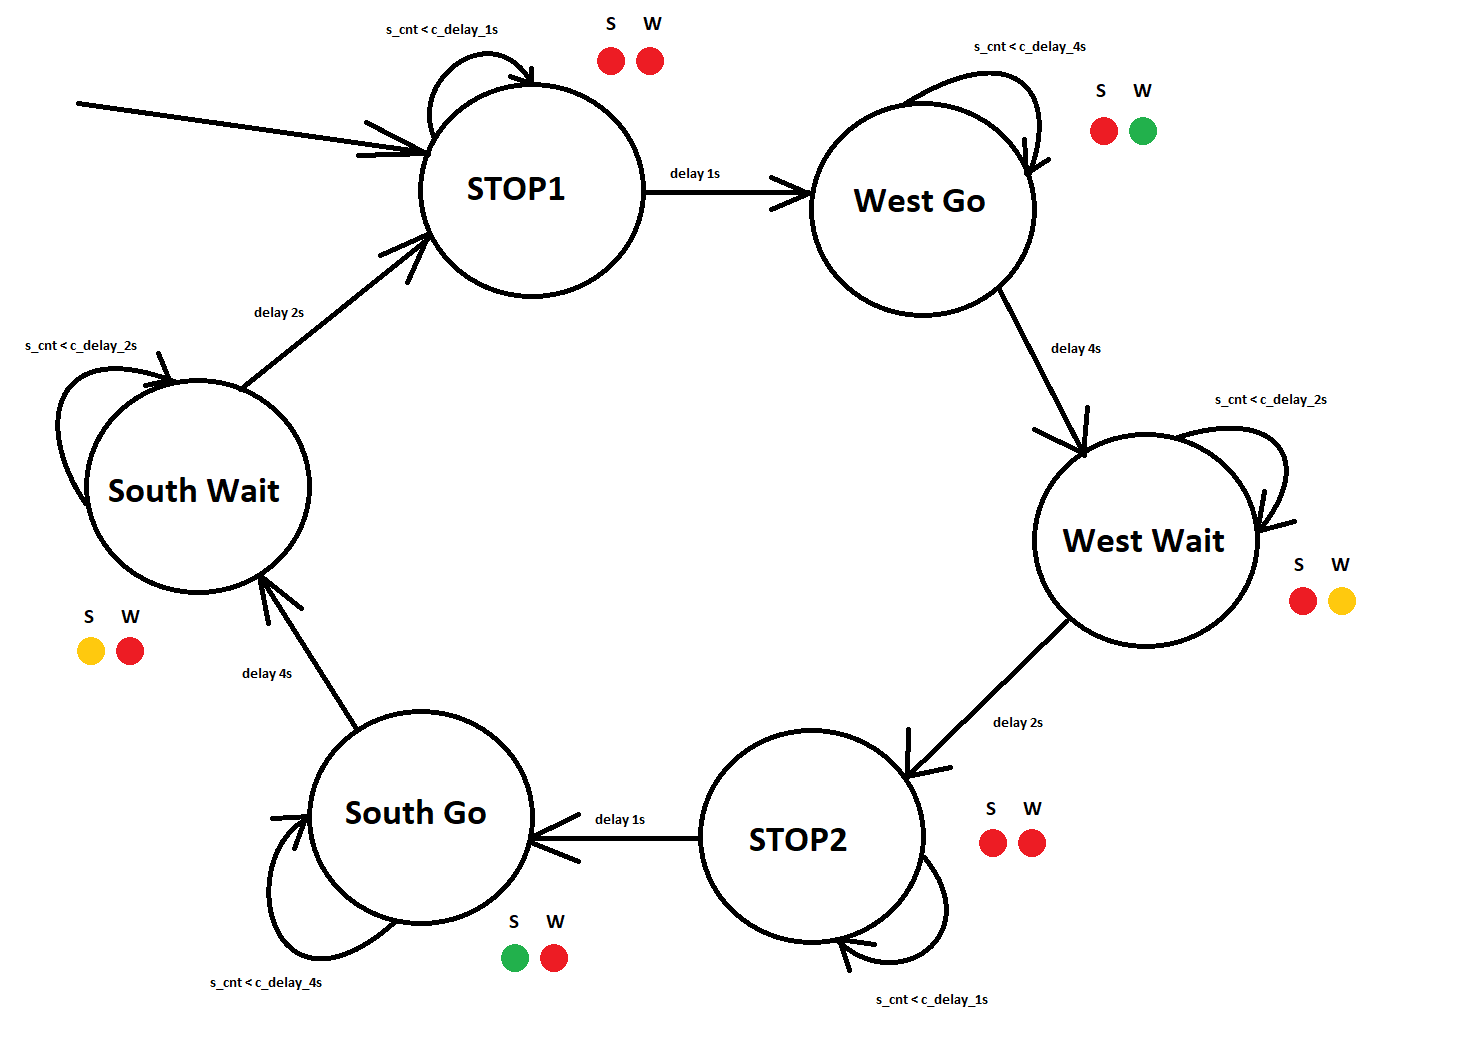 s_cnt < c_delay_1s
S W
STOP1
delay 1s
s_cnt < c_delay_4s
S W
West Go
delay 4s
s_cnt < c_delay_2s
West Wait
S W
delay 2s
STOP2
S W
s_cnt < c_delay_1s
delay 1s
South Go
S W
s_cnt < c_delay_4s
delay 4s
South Wait
S W
s_cnt < c_delay_2s
delay 2s